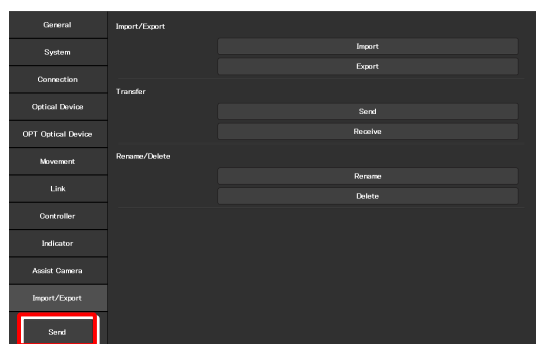 General
System
Connection
Optical Device
OPT Optical Device
Movement
Link
Controller
Indicator
Assist Camera
Import/Export
Send
Import/Export
Import
Export
Transfer
Send
Receive
Rename/Delete
Rename
Delete